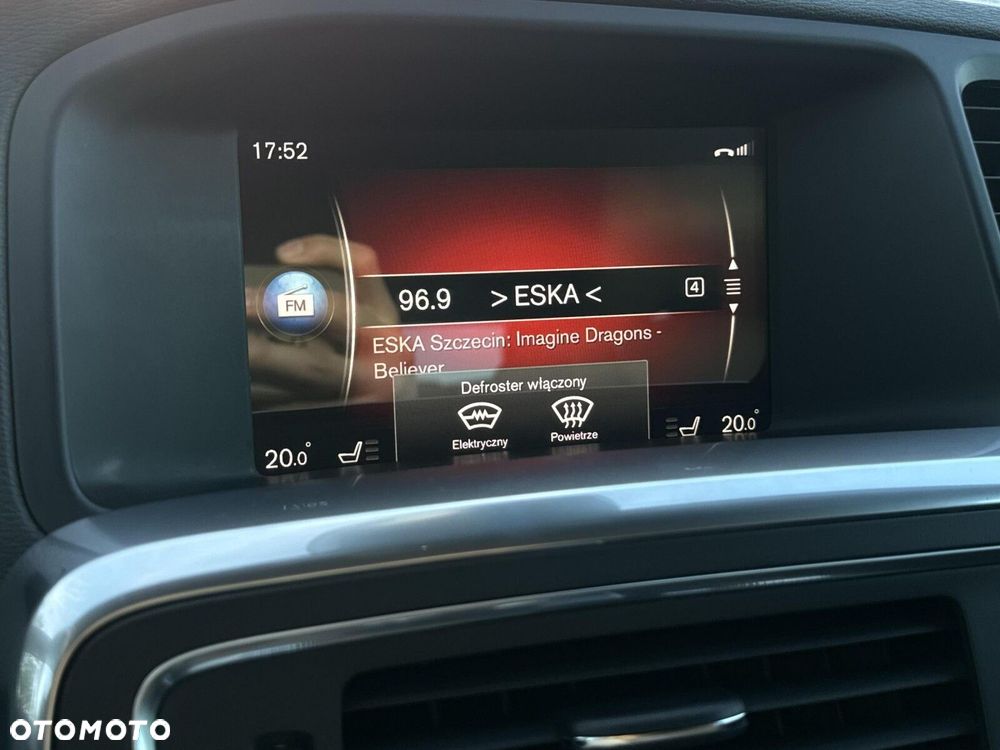 17:52
FM
96.9 > ESKA < 4
ESKA Szczecin: Imagine Dragons -
Believer
Defroster włączony
Elektryczny Powietrze
20.0° 20.0°
OTOMOTO